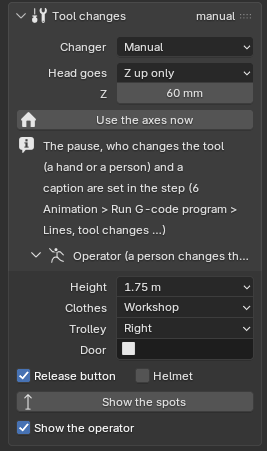 Tool changes manual
Changer Manual
Head goes Z up only
Z 60 mm
Use the axes now
The pause, who changes the tool
(a hand or a person) and a
caption are set in the step (6
Animation > Run G-code program >
Lines, tool changes ...)
Operator (a person changes th...
Height 1.75 m
Clothes Workshop
Trolley Right
Door
Release button Helmet
Show the spots
Show the operator